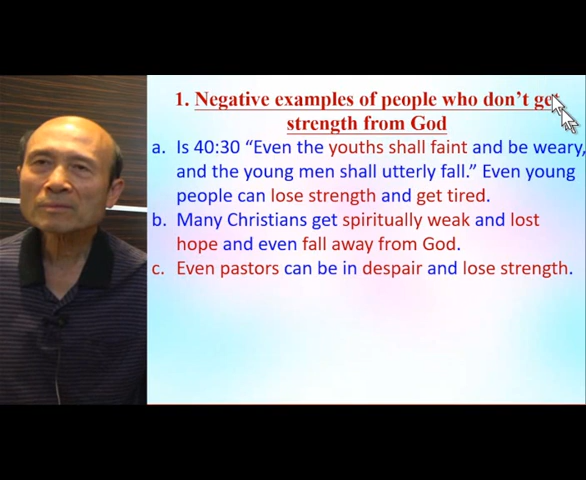 1. Negative examples of people who don't get
strength from God
a. Is 40:30 “Even the youths shall faint and be weary,
and the young men shall utterly fall.” Even young
people can lose strength and get tired.
b. Many Christians get spiritually weak and lost
hope and even fall away from God.
c. Even pastors can be in despair and lose strength.